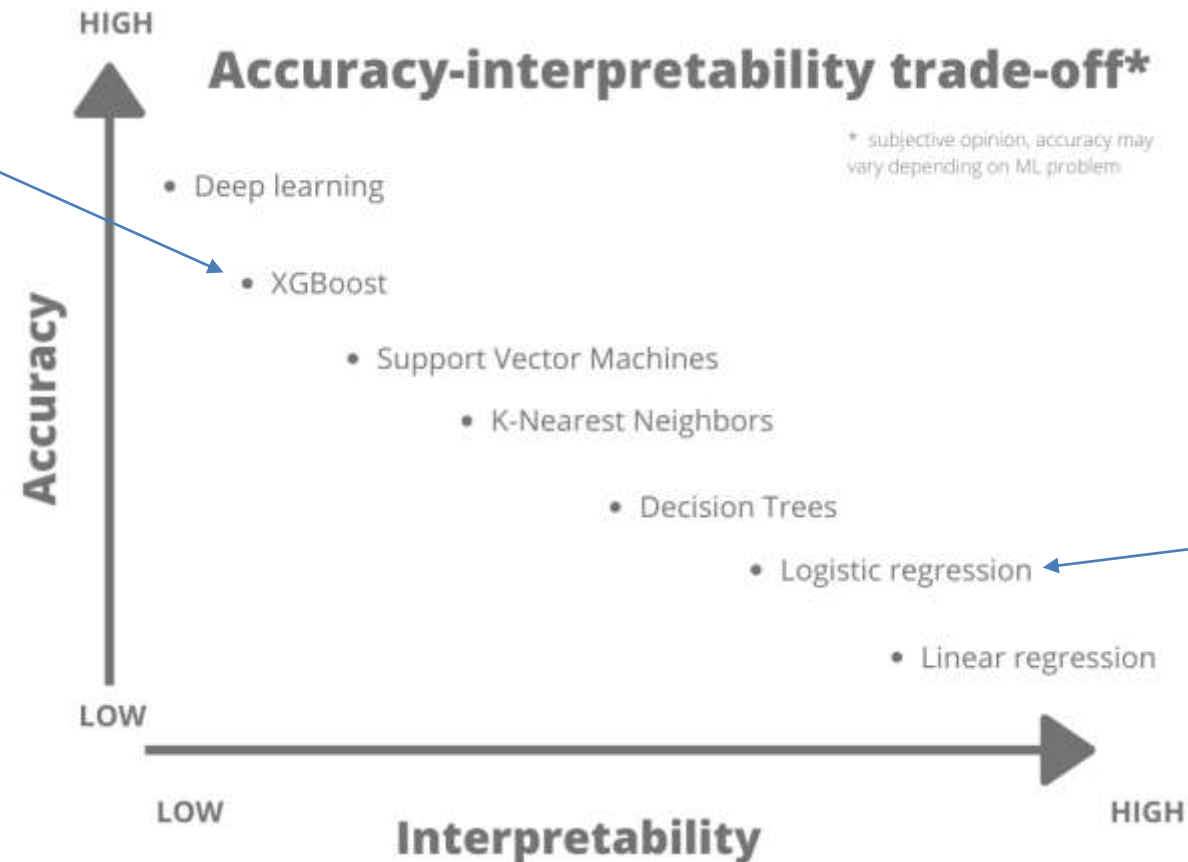 HIGH
Accuracy-interpretability trade-off*
* subjective opinion, accuracy may
vary depending on ML problem
• Deep learning
• XGBoost
• Support Vector Machines
• K-Nearest Neighbors
• Decision Trees
• Logistic regression
• Linear regression
Accuracy
LOW
LOW
HIGH
Interpretability